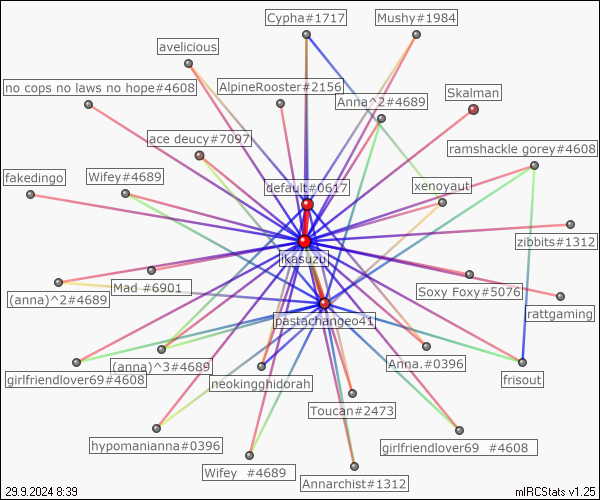 Cypha#1717
Mushy#1984
avelicious
no cops no laws no hope#4608
AlpineRooster#2156
Skalman
Anna^2#4689
ace deucy#7097
ramshackle gorey#4608
fakedingo
Wifey#4689
default#0617
xenoyaut
zibbits#1312
ikasuzu
(anna)^2#4689
Mad #6901
Soxy Foxy#5076
rattgaming
pastachangeo41
girlfriendlover69#4608
(anna)^3#4689
neokingghidorah
Anna.#0396
frisout
Toucan#2473
hypomanianna#0396
girlfriendlover69 #4608
Wifey #4689
Annarchist#1312
29.9.2024 8:39
mIRCStats v1.25